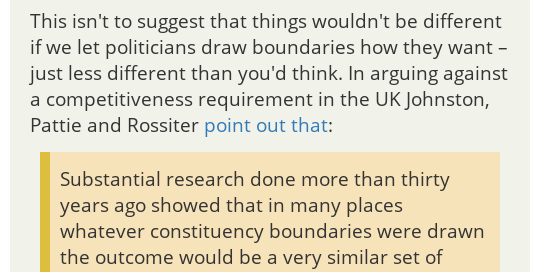 This isn't to suggest that things wouldn't be different
if we let politicians draw boundaries how they want –
just less different than you'd think. In arguing against
a competitiveness requirement in the UK Johnston,
Pattie and Rossiter point out that:
Substantial research done more than thirty
years ago showed that in many places
whatever constituency boundaries were drawn
the outcome would be a very similar set of